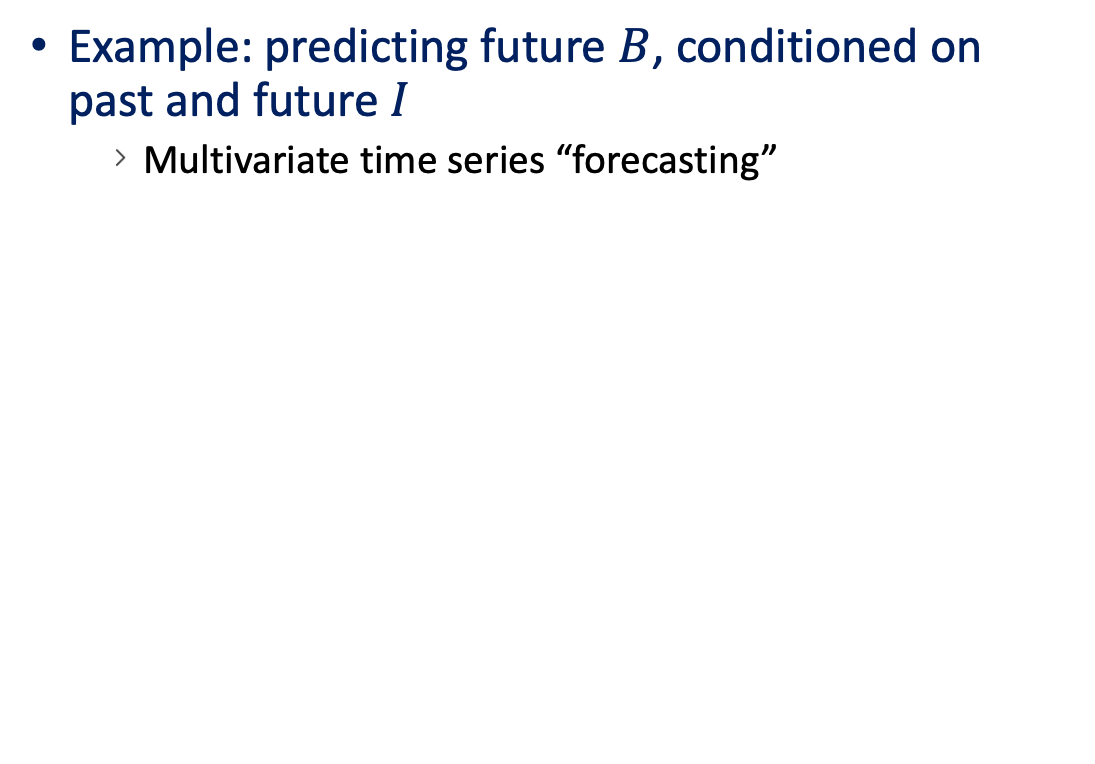 • Example: predicting future B, conditioned on
past and future I
› Multivariate time series “forecasting”